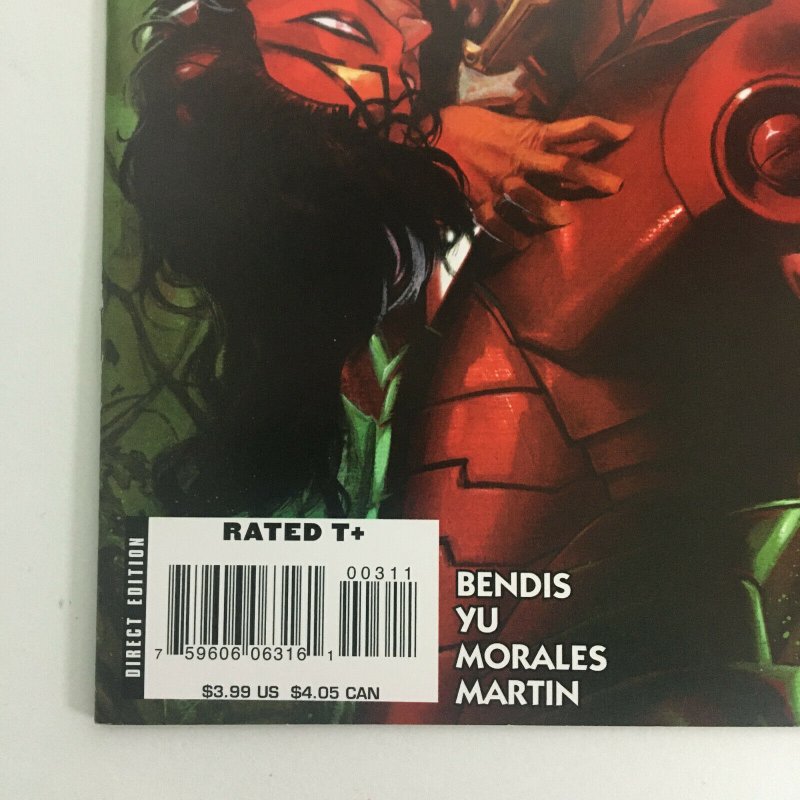 DIRECT EDITION
RATED T+
00311
7 59606 06316 1
$3.99 US $4.05 CAN
BENDIS
YU
MORALES
MARTIN